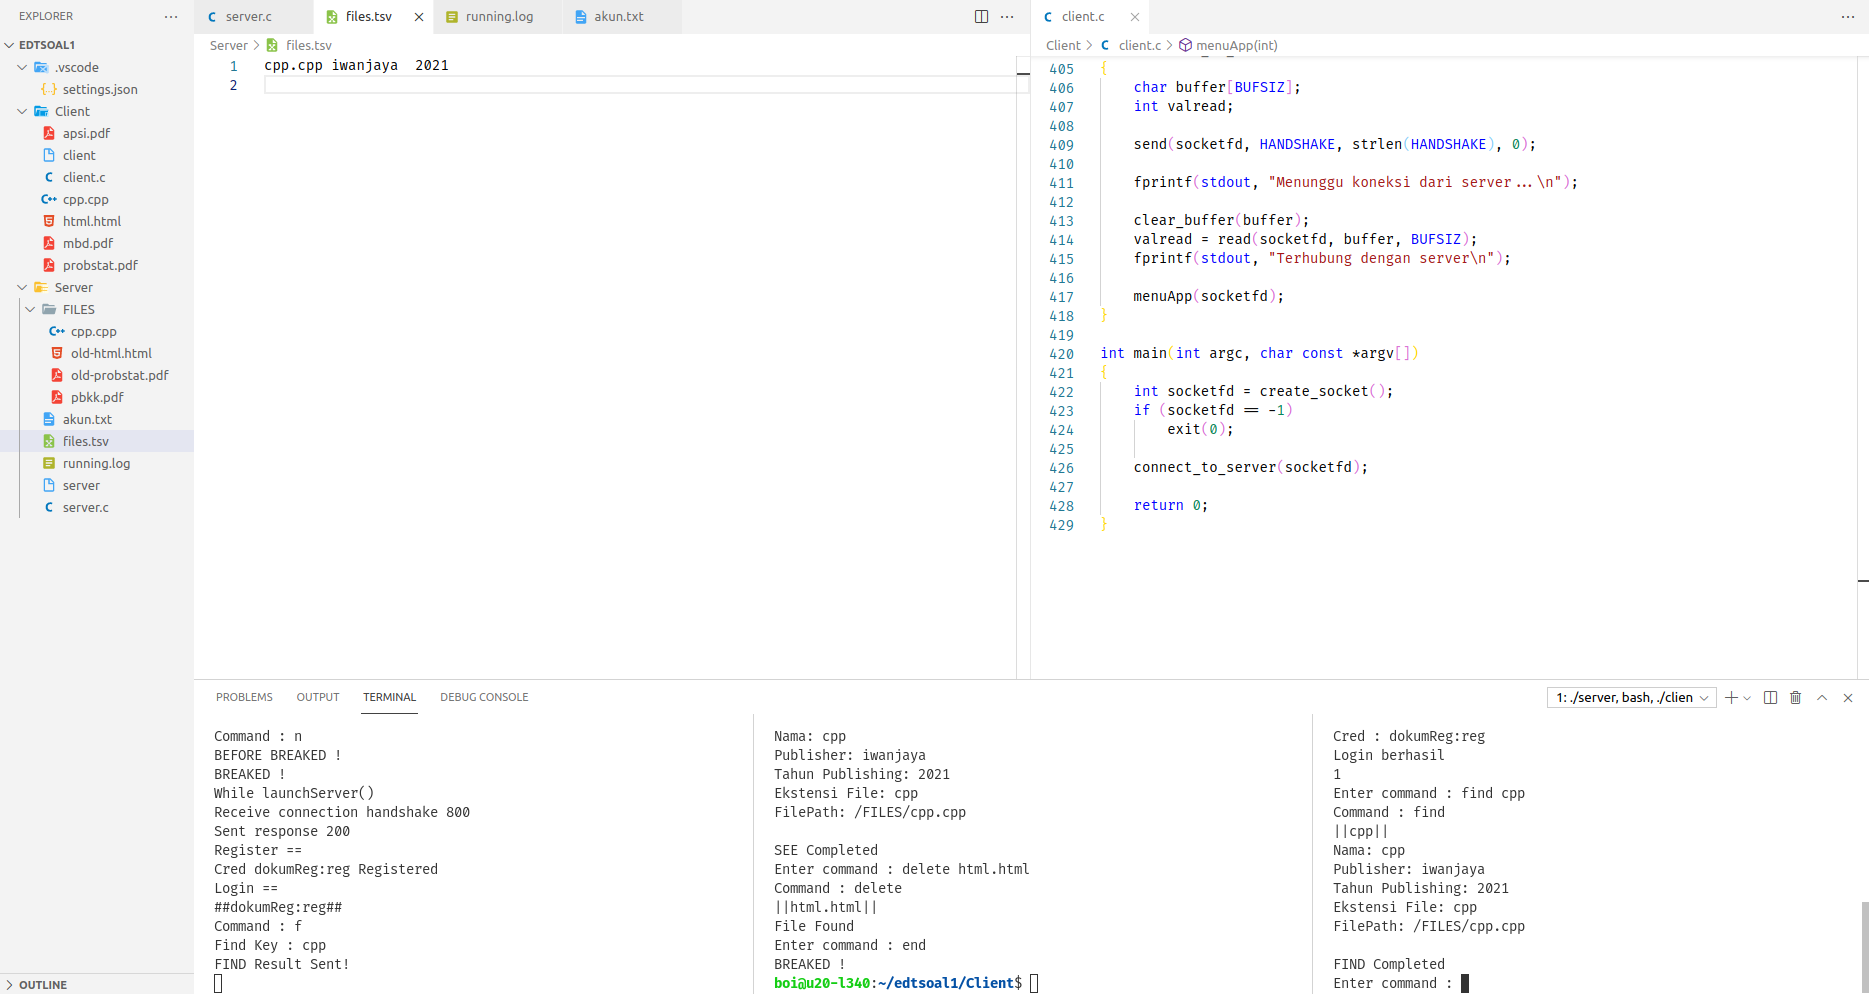 EXPLORER
EDTSOAL1
.vscode
settings.json
Client
apsi.pdf
client
client.c
cpp.cpp
html.html
mbd.pdf
probstat.pdf
Server
FILES
cpp.cpp
old-html.html
old-probstat.pdf
pbkk.pdf
akun.txt
files.tsv
running.log
server
server.c
OUTLINE
server.c files.tsv running.log akun.txt
Server > files.tsv
1 cpp.cpp iwanjaya 2021
2
client.c
Client > client.c > menuApp(int)
405 {
406 char buffer[BUFSIZ];
407 int valread;
408
409 send(socketfd, HANDSHAKE, strlen(HANDSHAKE), 0);
410
411 fprintf(stdout, "Menunggu koneksi dari server...\n");
412
413 clear_buffer(buffer);
414 valread = read(socketfd, buffer, BUFSIZ);
415 fprintf(stdout, "Terhubung dengan server\n");
416
417 menuApp(socketfd);
418 }
419
420 int main(int argc, char const *argv[])
421 {
422 int socketfd = create_socket();
423 if (socketfd == -1)
424 exit(0);
425
426 connect_to_server(socketfd);
427
428 return 0;
429 }
PROBLEMS OUTPUT TERMINAL DEBUG CONSOLE
1: ./server, bash, ./clien
Command : n
BEFORE BREAKED !
BREAKED !
While launchServer()
Receive connection handshake 800
Sent response 200
Register ==
Cred dokumReg:reg Registered
Login ==
##dokumReg:reg##
Command : f
Find Key : cpp
FIND Result Sent!
Nama: cpp
Publisher: iwanjaya
Tahun Publishing: 2021
Ekstensi File: cpp
FilePath: /FILES/cpp.cpp
SEE Completed
Enter command : delete html.html
Command : delete
||html.html||
File Found
Enter command : end
BREAKED !
boi@u20-l340:~/edtsoal1/Client$
Cred : dokumReg:reg
Login berhasil
1
Enter command : find cpp
Command : find
||cpp||
Nama: cpp
Publisher: iwanjaya
Tahun Publishing: 2021
Ekstensi File: cpp
FilePath: /FILES/cpp.cpp
FIND Completed
Enter command :